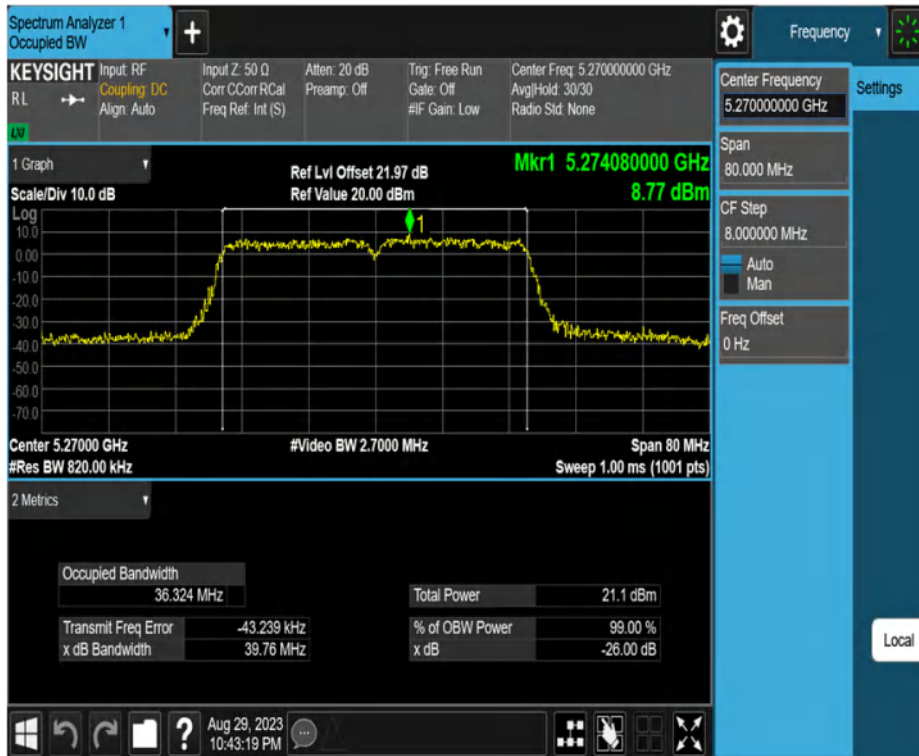 Spectrum Analyzer 1
Occupied BW
+
Frequency
KEYSIGHT
RL
LXI
Input: RF
Coupling: DC
Align: Auto
Input Z: 50 Ω
Corr CCorr RCal
Freq Ref: Int (S)
Atten: 20 dB
Preamp: Off
Trig: Free Run
Gate: Off
#IF Gain: Low
Center Freq: 5.270000000 GHz
Avg|Hold: 30/30
Radio Std: None
Center Frequency
5.270000000 GHz
Settings
Span
80.000 MHz
CF Step
8.000000 MHz
Auto
Man
Freq Offset
0 Hz
1 Graph
Scale/Div 10.0 dB
Ref Lvl Offset 21.97 dB
Ref Value 20.00 dBm
Mkr1 5.274080000 GHz
8.77 dBm
Log
10.0
0.00
-10.0
-20.0
-30.0
-40.0
-50.0
-60.0
-70.0
1
Center 5.27000 GHz
#Res BW 820.00 kHz
#Video BW 2.7000 MHz
Span 80 MHz
Sweep 1.00 ms (1001 pts)
2 Metrics
Occupied Bandwidth
36.324 MHz
Transmit Freq Error -43.239 kHz
x dB Bandwidth 39.76 MHz
Total Power 21.1 dBm
% of OBW Power 99.00 %
x dB -26.00 dB
Local
?
Aug 29, 2023
10:43:19 PM